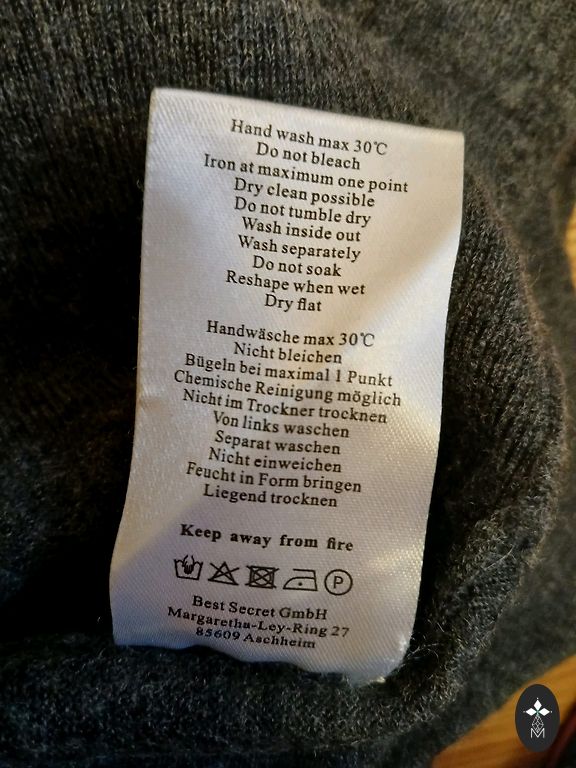 Hand wash max 30℃
Do not bleach
Iron at maximum one point
Dry clean possible
Do not tumble dry
Wash inside out
Wash separately
Do not soak
Reshape when wet
Dry flat
Handwäsche max 30℃
Nicht bleichen
Bügeln bei maximal 1 Punkt
Chemische Reinigung möglich
Nicht im Trockner trocknen
Von links waschen
Separat waschen
Nicht einweichen
Feucht in Form bringen
Liegend trocknen
Keep away from fire
P
Best Secret GmbH
Margaretha-Ley-Ring 27
85609 Aschheim
M